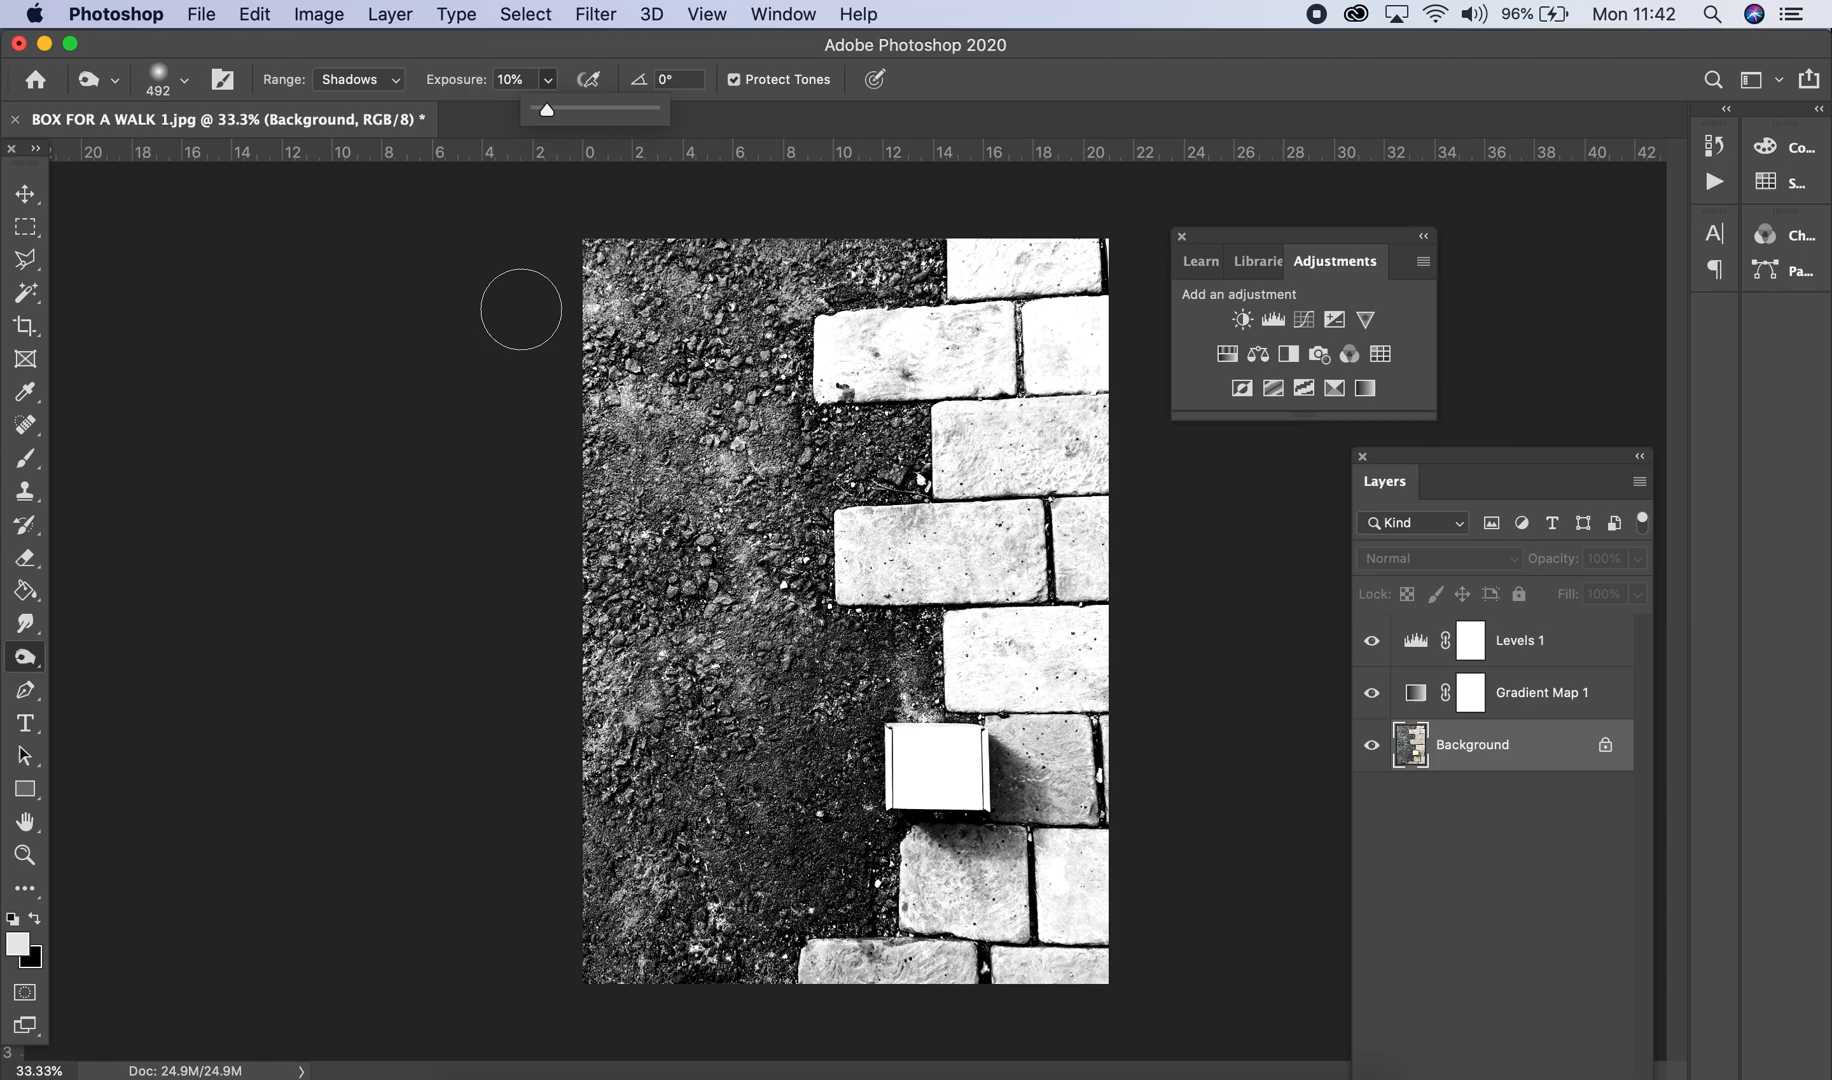 Photoshop File Edit Image Layer Type Select Filter 3D View Window Help 96% Mon 11:42
Adobe Photoshop 2020
492 Range: Shadows Exposure: 10% 0° Protect Tones
× BOX FOR A WALK 1.jpg @ 33.3% (Background, RGB/8) *
20 18 16 14 12 10 8 6 4 2 0 2 4 6 8 10 12 14 16 18 20 22 24 26 28 30 32 34 36 38 40 42
Co...
S...
Ch...
Pa...
Learn Librarie Adjustments
Add an adjustment
Layers
Kind
Normal Opacity: 100%
Lock: Fill: 100%
Levels 1
Gradient Map 1
Background
3
33.33% Doc: 24.9M/24.9M